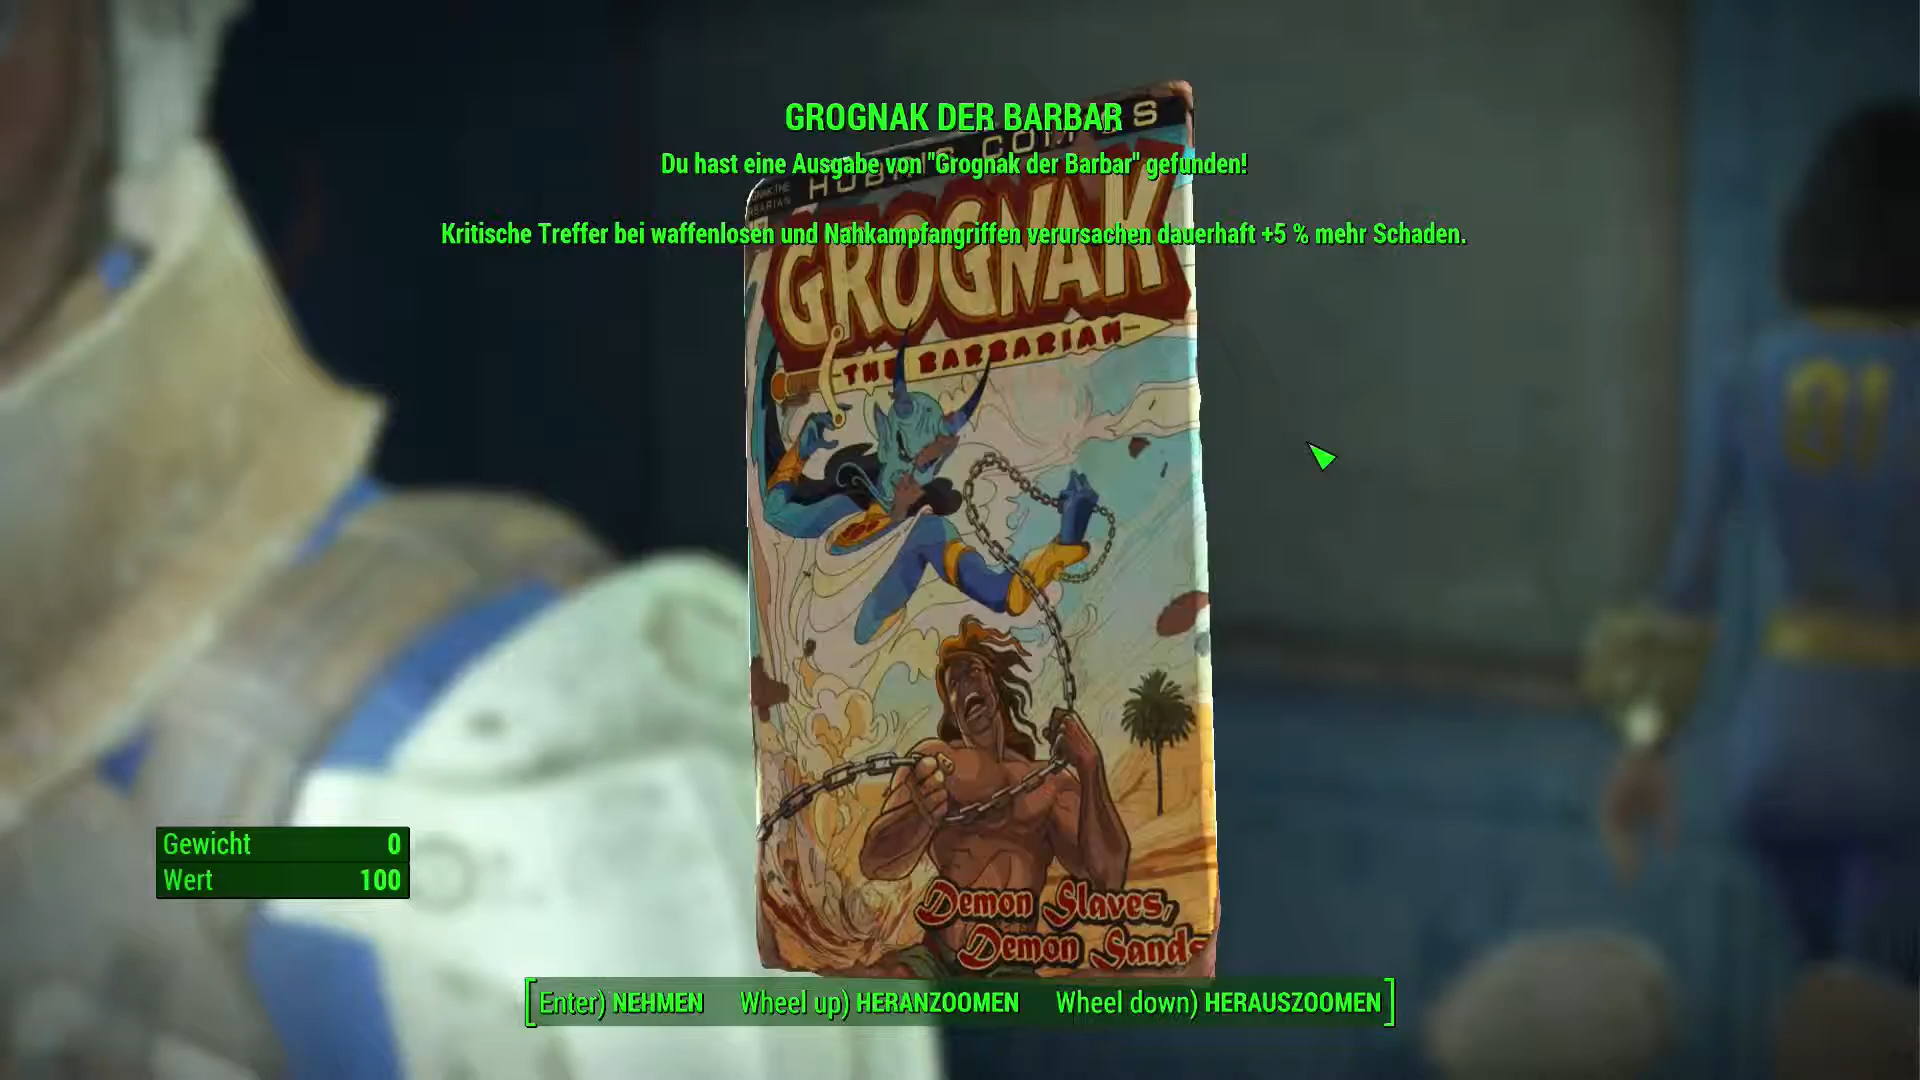 GROGNAK DER BARBAR
Du hast eine Ausgabe von "Grognak der Barbar" gefunden!
Kritische Treffer bei waffenlosen und Nahkampfangriffen verursachen dauerhaft +5 % mehr Schaden.
GROGNAK
THE BARBARIAN
81
Gewicht 0
Wert 100
Demon Slaves,
Demon Sands
Enter) NEHMEN Wheel up) HERANZOOMEN Wheel down) HERAUSZOOMEN